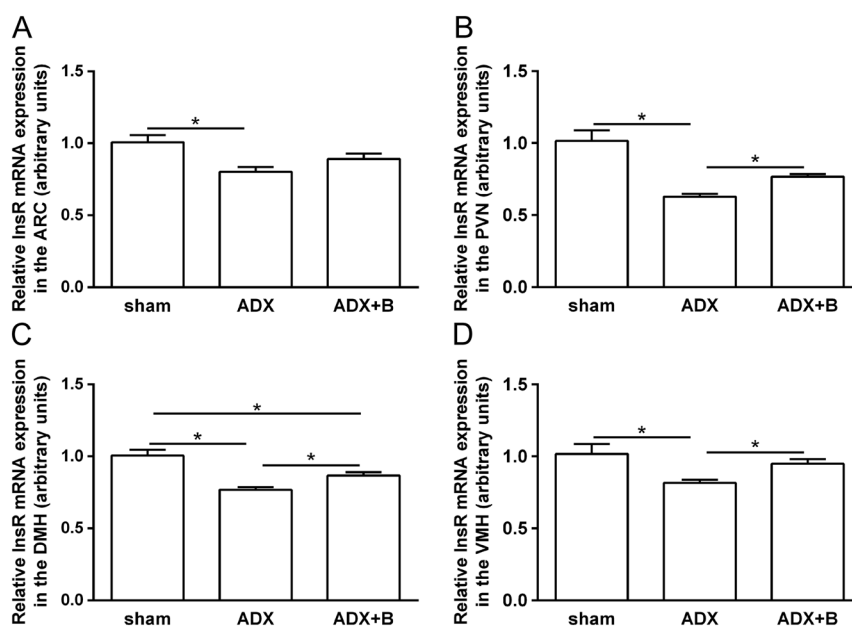 A
Relative InsR mRNA expression
in the ARC (arbitrary units)
1.5
1.0
0.5
0.0
*
sham ADX ADX+B
B
Relative InsR mRNA expression
in the PVN (arbitrary units)
1.5
1.0
0.5
0.0
*
*
sham ADX ADX+B
C
Relative InsR mRNA expression
in the DMH (arbitrary units)
1.5
1.0
0.5
0.0
*
*
*
sham ADX ADX+B
D
Relative InsR mRNA expression
in the VMH (arbitrary units)
1.5
1.0
0.5
0.0
*
*
sham ADX ADX+B